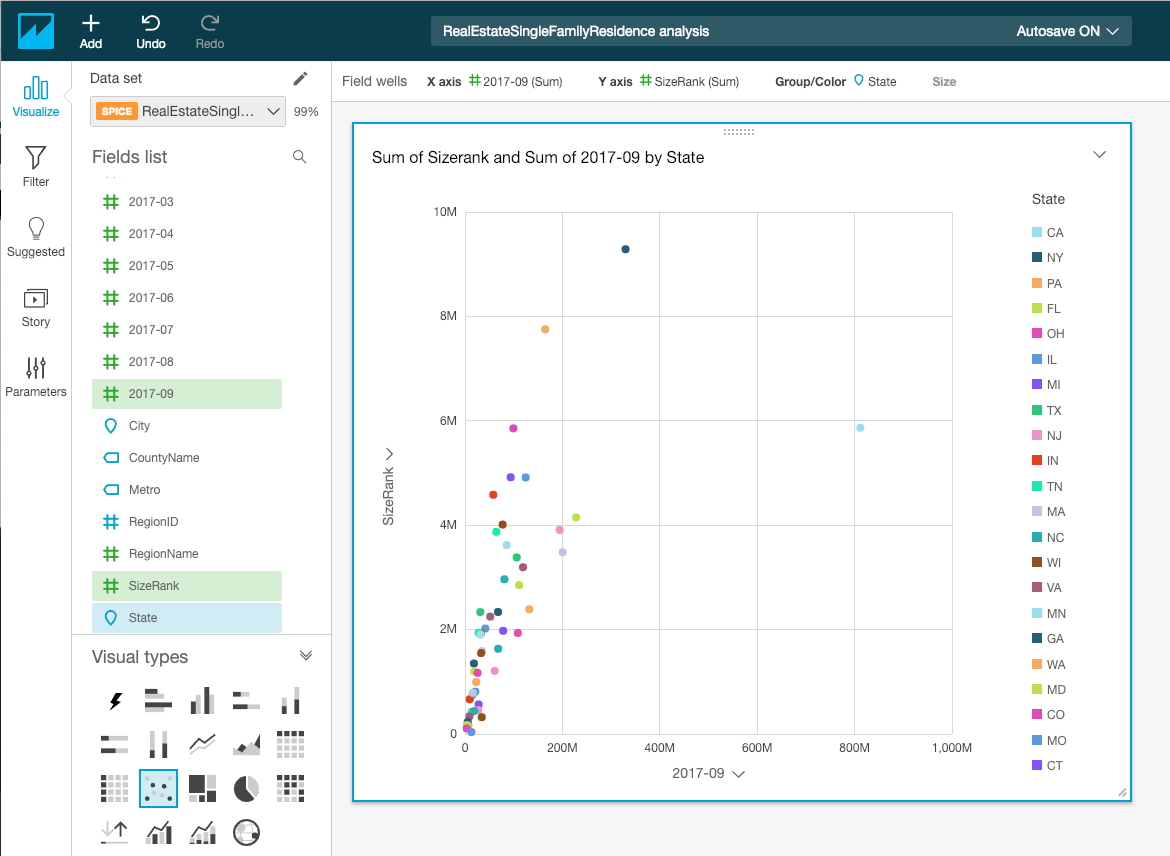 Add
Undo
Redo
RealEstateSingleFamilyResidence analysis
Autosave ON
Visualize
Filter
Suggested
Story
Parameters
Data set
SPICE RealEstateSingl... 99%
Fields list
2017-03
2017-04
2017-05
2017-06
2017-07
2017-08
2017-09
City
CountyName
Metro
RegionID
RegionName
SizeRank
State
Visual types
Field wells X axis 2017-09 (Sum) Y axis SizeRank (Sum) Group/Color State Size
Sum of Sizerank and Sum of 2017-09 by State
10M
8M
6M
4M
2M
0
SizeRank
0 200M 400M 600M 800M 1,000M
2017-09
State
CA
NY
PA
FL
OH
IL
MI
TX
NJ
IN
TN
MA
NC
WI
VA
MN
GA
WA
MD
CO
MO
CT